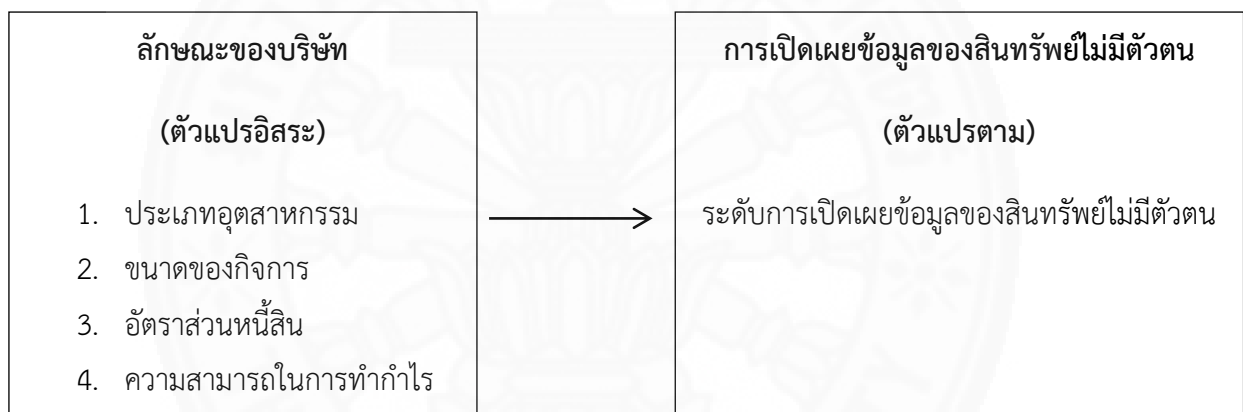 ลักษณะของบริษัท
(ตัวแปรอิสระ)
1. ประเภทอุตสาหกรรม
2. ขนาดของกิจการ
3. อัตราส่วนหนี้สิน
4. ความสามารถในการทำกำไร
การเปิดเผยข้อมูลของสินทรัพย์ไม่มีตัวตน
(ตัวแปรตาม)
ระดับการเปิดเผยข้อมูลของสินทรัพย์ไม่มีตัวตน